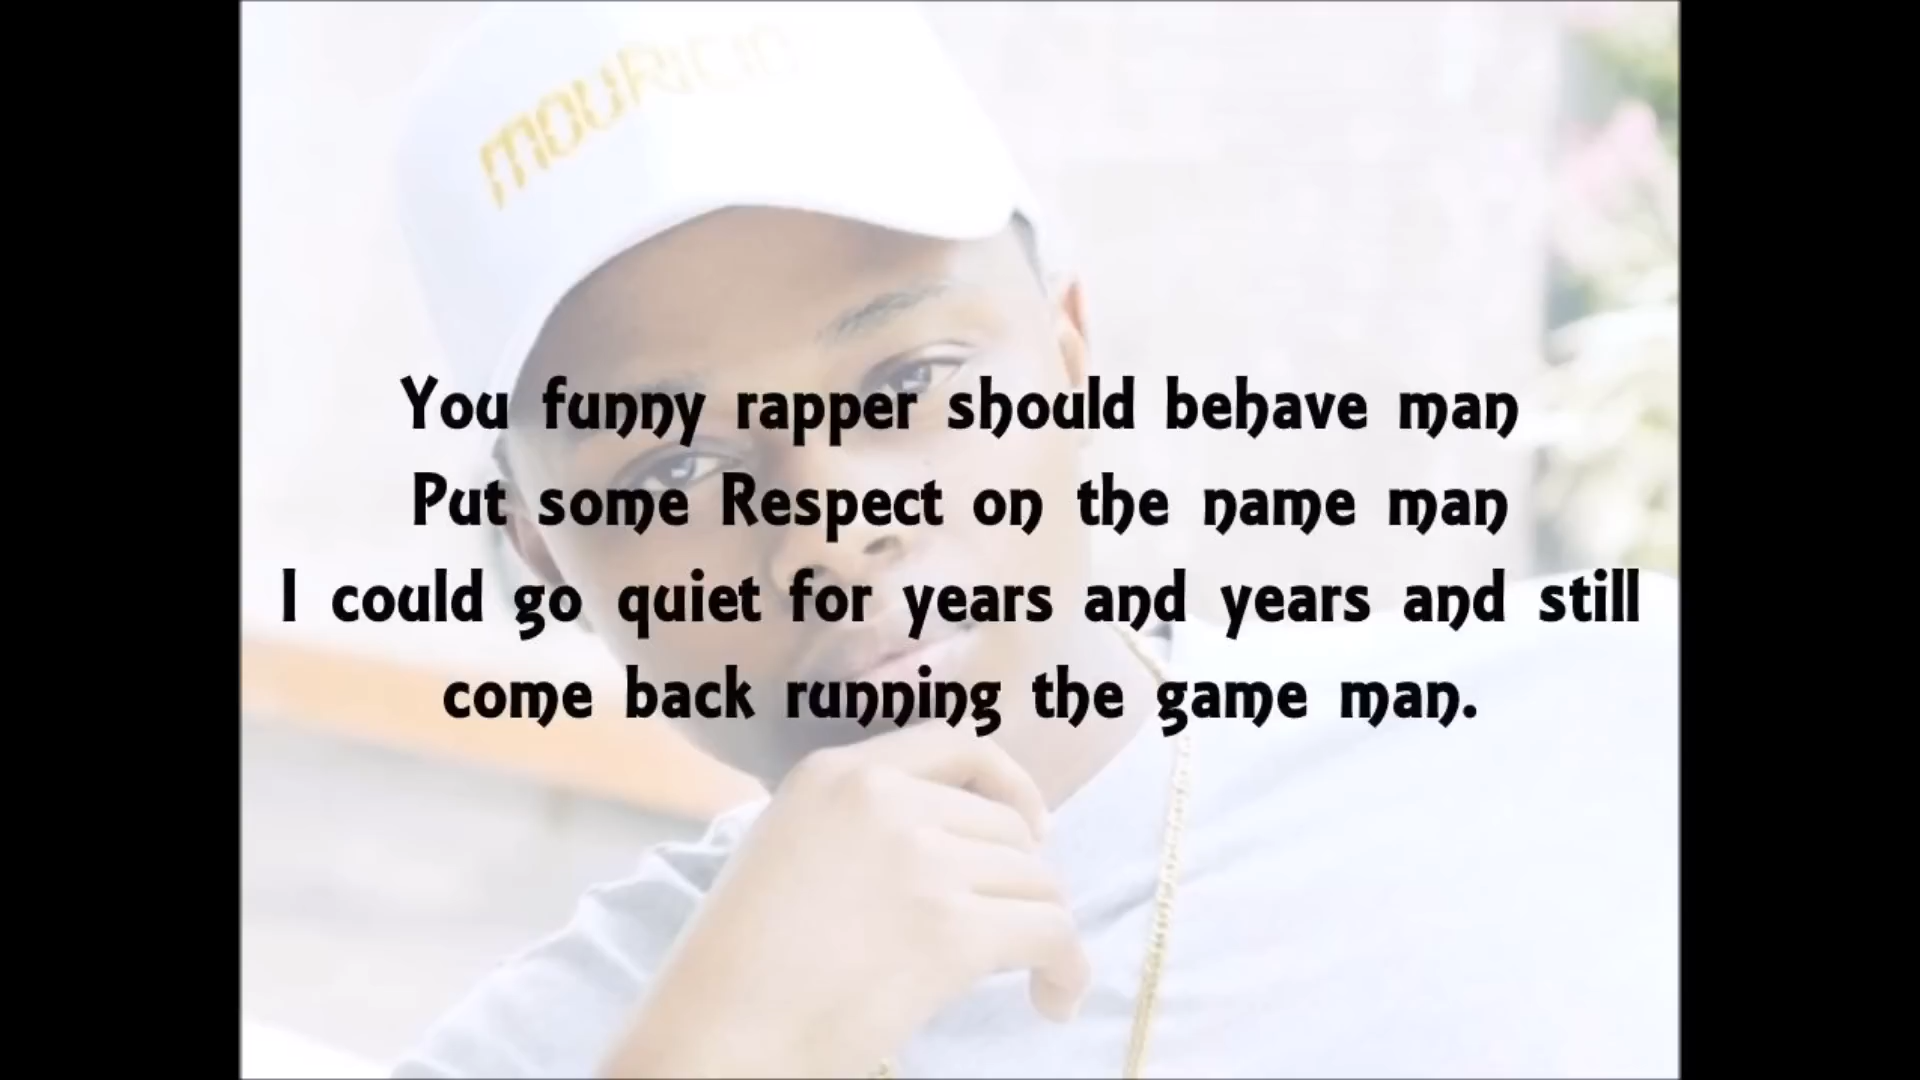 MOURICIO
You funny rapper should behave man
Put some Respect on the name man
I could go quiet for years and years and still
come back running the game man.